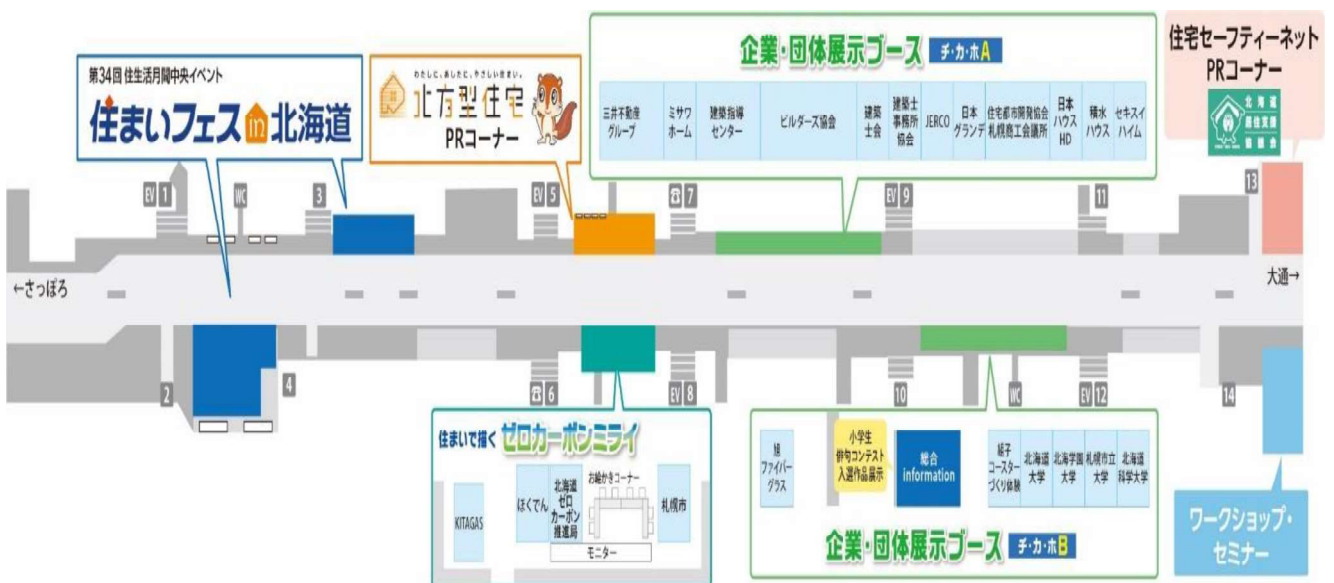 第34回 住生活月間中央イベント
住まいフェス in 北海道
わたしに、あしたに、やさしい住まい。
北方型住宅
PRコーナー
企業・団体展示ブース チ・カ・ホA
三井不動産
グループ
ミサワ
ホーム
建築指導
センター
ビルダーズ協会
建築
士会
建築士
事務所
協会
JERCO
日本
グランデ
住宅都市開発協会
札幌商工会議所
日本
ハウス
HD
積水
ハウス
セキスイ
ハイム
住宅セーフティーネット
PRコーナー
北海道
居住支援
協議会
EV 1
WC
3
EV 5
☎ 7
EV 9
11
13
←さっぽろ
大通→
2
4
☎ 6
EV 8
10
WC
EV 12
14
住まいで描く ゼロカーボンミライ
KITAGAS
ほくでん
北海道
ゼロ
カーボン
推進局
お絵かきコーナー
モニター
札幌市
旭
ファイバー
グラス
小学生
俳句コンテスト
入選作品展示
総合
information
組子
コースター
づくり体験
北海道
大学
北海学園
大学
札幌市立
大学
北海道
科学大学
企業・団体展示ブース チ・カ・ホB
ワークショップ・
セミナー